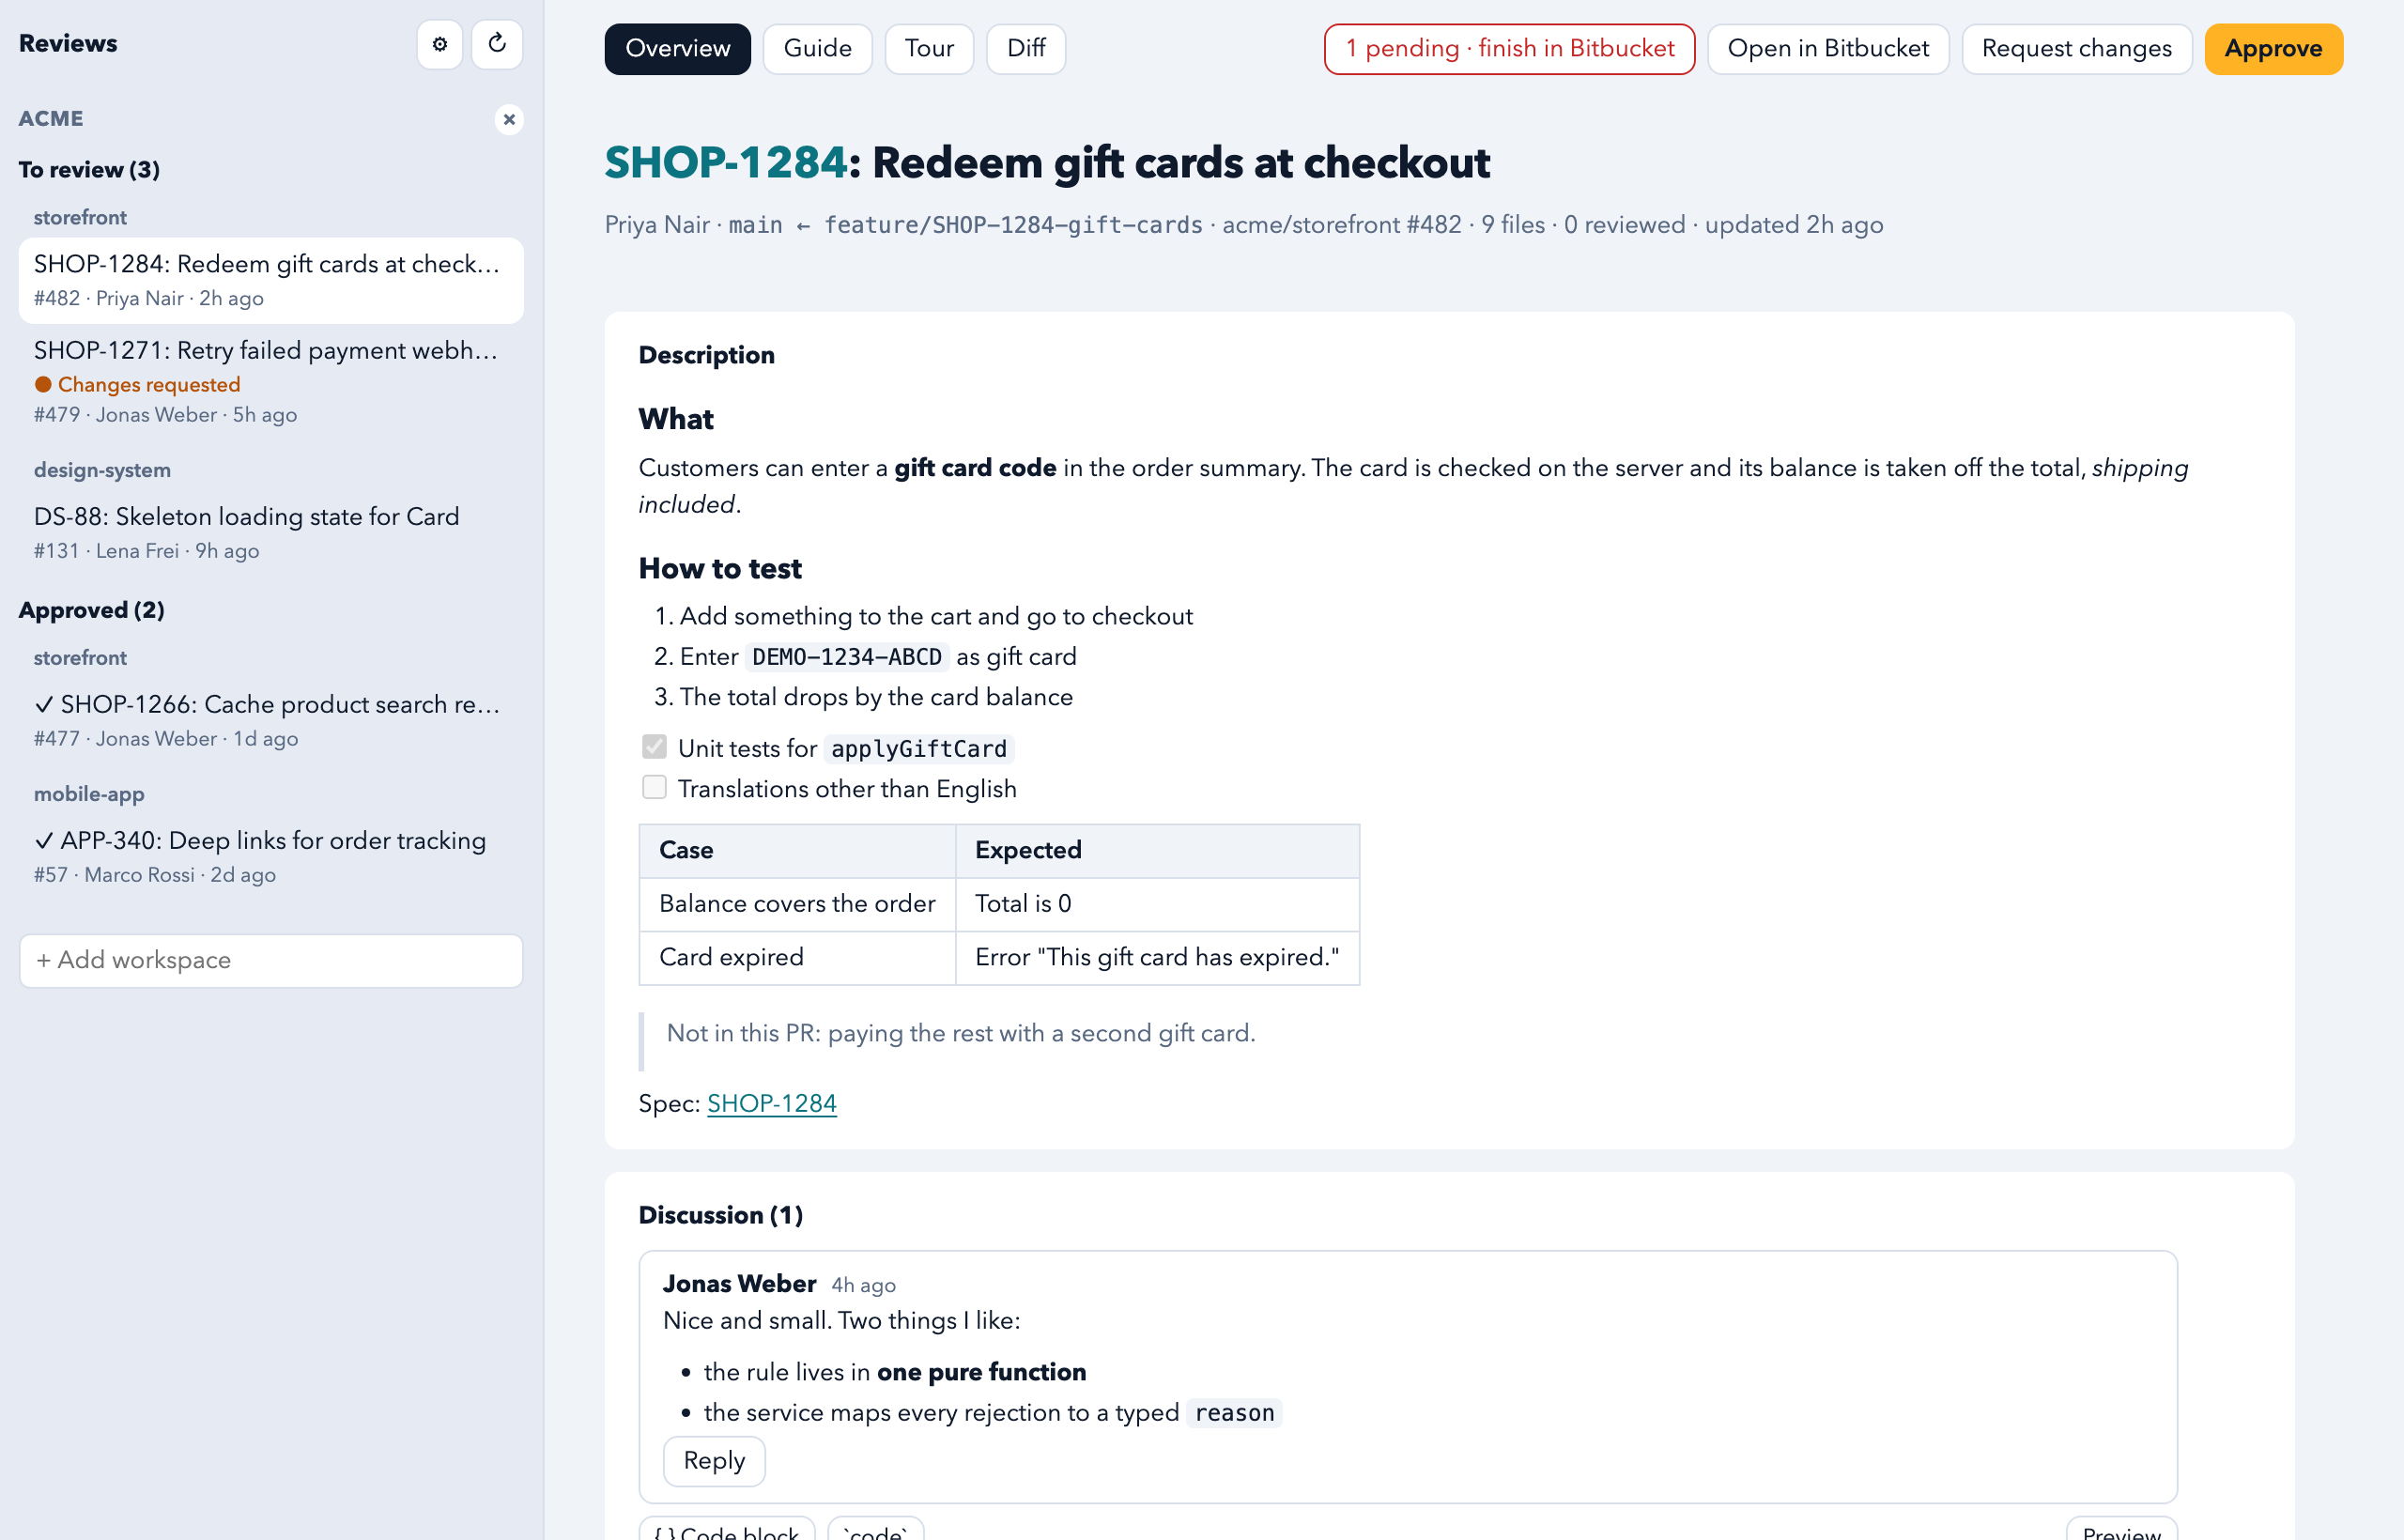 Reviews
ACME
To review (3)
storefront
SHOP-1284: Redeem gift cards at check…
#482 · Priya Nair · 2h ago
SHOP-1271: Retry failed payment webh…
Changes requested
#479 · Jonas Weber · 5h ago
design-system
DS-88: Skeleton loading state for Card
#131 · Lena Frei · 9h ago
Approved (2)
storefront
✓ SHOP-1266: Cache product search re…
#477 · Jonas Weber · 1d ago
mobile-app
✓ APP-340: Deep links for order tracking
#57 · Marco Rossi · 2d ago
+ Add workspace
Overview Guide Tour Diff 1 pending · finish in Bitbucket Open in Bitbucket Request changes Approve
SHOP-1284: Redeem gift cards at checkout
Priya Nair · main ← feature/SHOP-1284-gift-cards · acme/storefront #482 · 9 files · 0 reviewed · updated 2h ago
Description
What
Customers can enter a gift card code in the order summary. The card is checked on the server and its balance is taken off the total, shipping
included.
How to test
1. Add something to the cart and go to checkout
2. Enter DEMO-1234-ABCD as gift card
3. The total drops by the card balance
Unit tests for applyGiftCard
Translations other than English
Case Expected
Balance covers the order Total is 0
Card expired Error "This gift card has expired."
Not in this PR: paying the rest with a second gift card.
Spec: SHOP-1284
Discussion (1)
Jonas Weber 4h ago
Nice and small. Two things I like:
• the rule lives in one pure function
• the service maps every rejection to a typed reason
Reply
{ } Code block `code` Preview